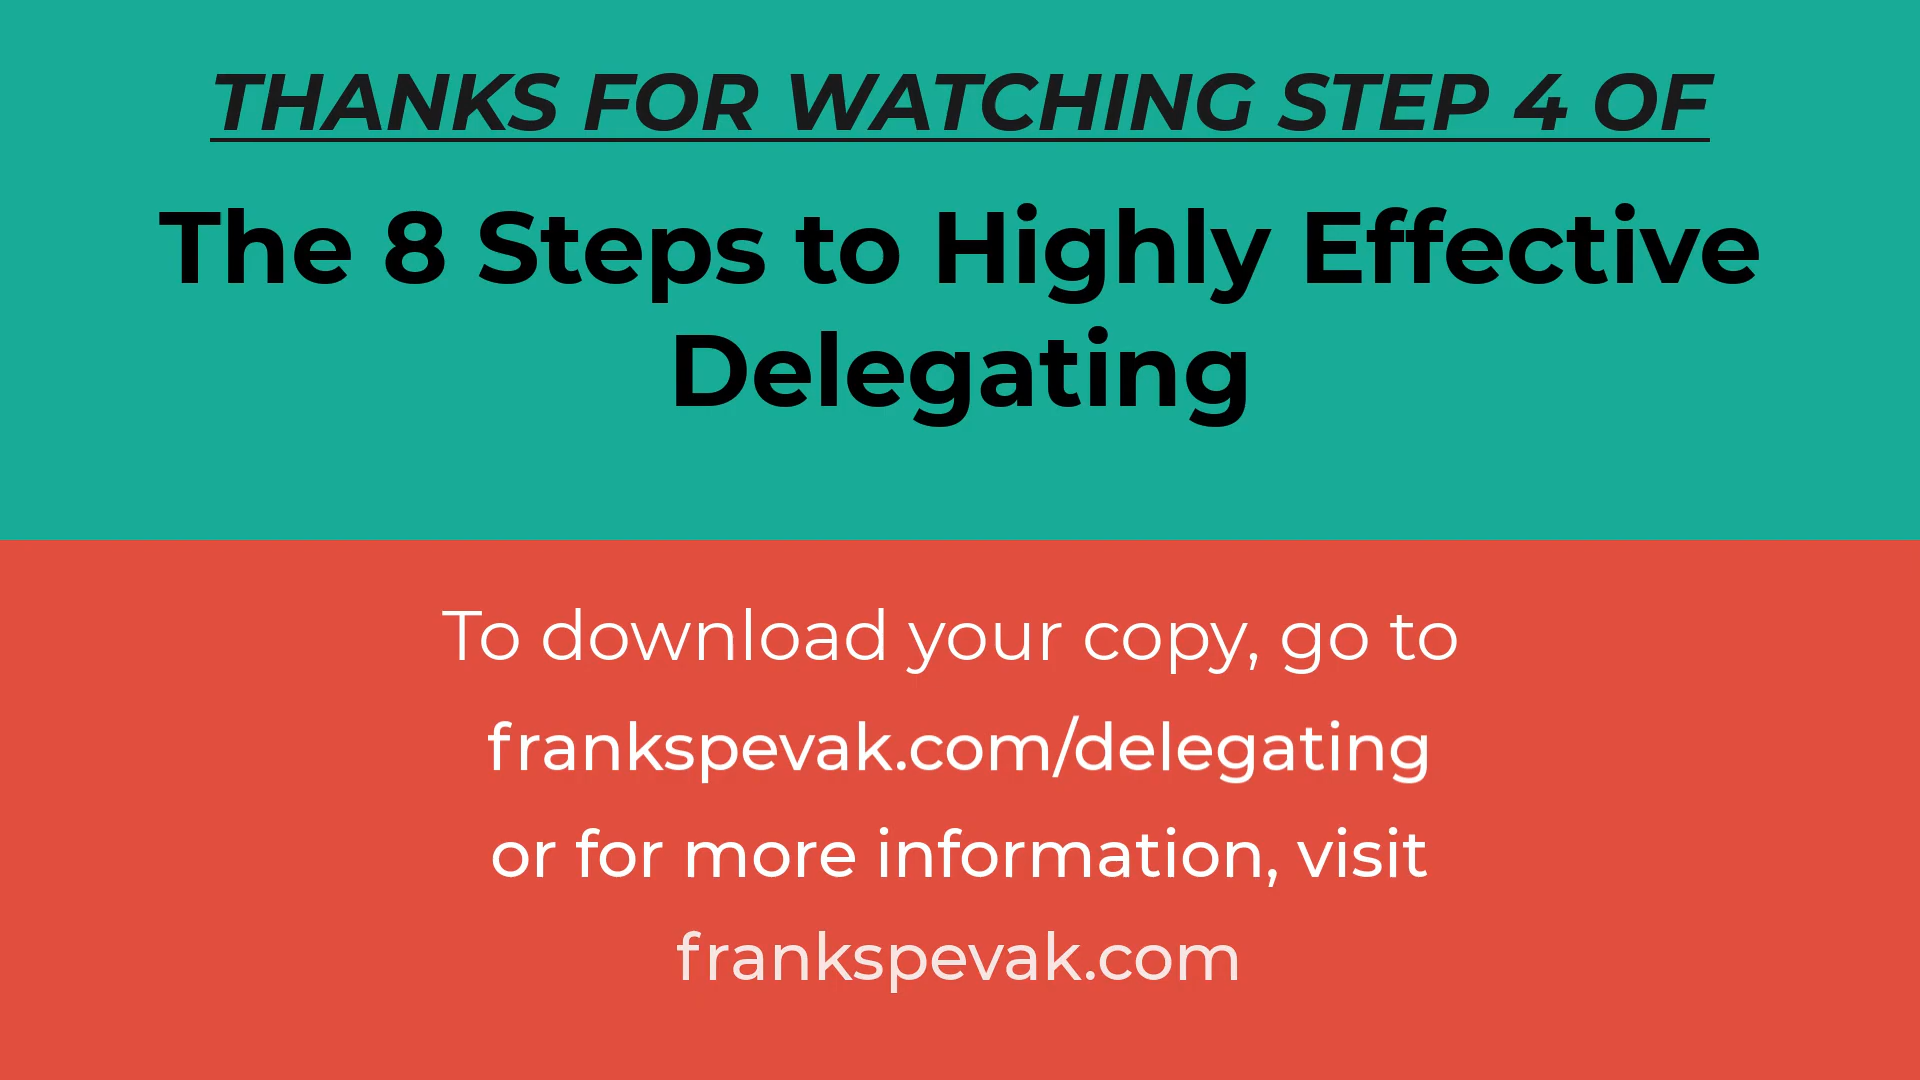 THANKS FOR WATCHING STEP 4 OF
The 8 Steps to Highly Effective
Delegating
To download your copy, go to
frankspevak.com/delegating
or for more information, visit
frankspevak.com